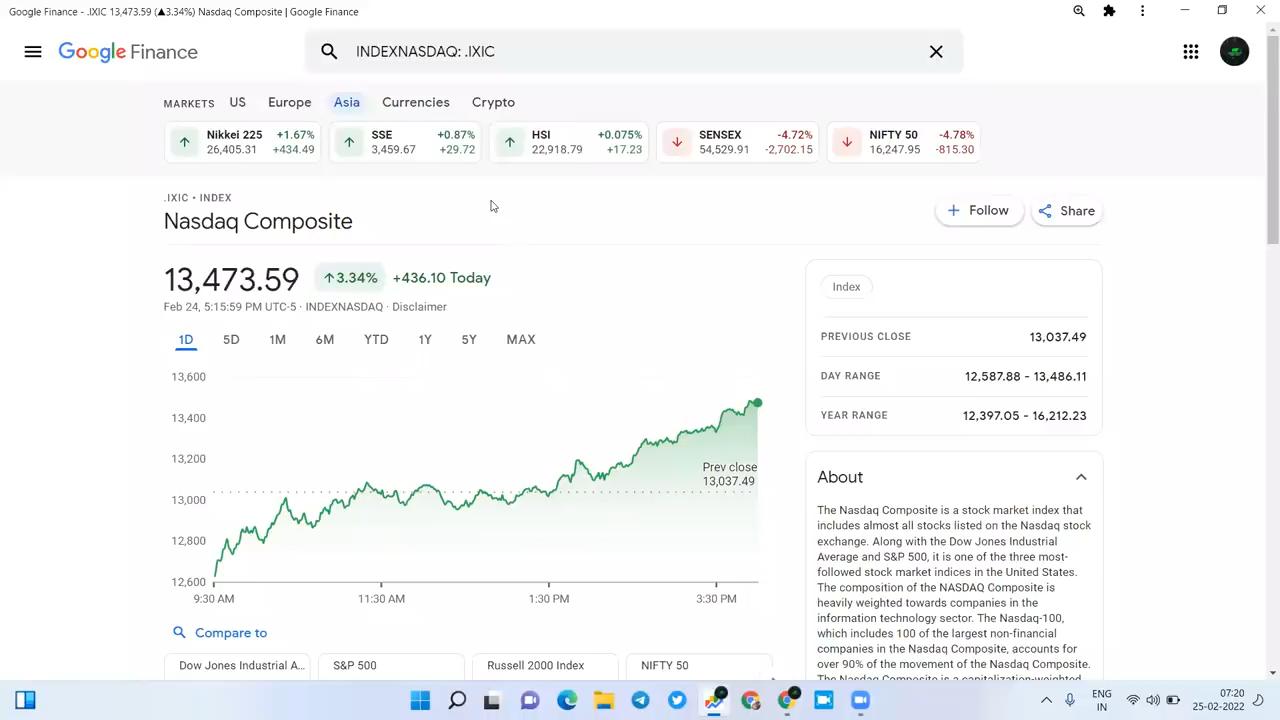 Google Finance - .IXIC 13,473.59 (▲3.34%) Nasdaq Composite | Google Finance
Google Finance
INDEXNASDAQ: .IXIC
MARKETS US Europe Asia Currencies Crypto
Nikkei 225 +1.67% SSE +0.87% HSI +0.075% SENSEX -4.72% NIFTY 50 -4.78%
26,405.31 +434.49 3,459.67 +29.72 22,918.79 +17.23 54,529.91 -2,702.15 16,247.95 -815.30
.IXIC • INDEX
Nasdaq Composite
+ Follow Share
13,473.59 ↑3.34% +436.10 Today
Feb 24, 5:15:59 PM UTC-5 · INDEXNASDAQ · Disclaimer
1D 5D 1M 6M YTD 1Y 5Y MAX
13,600
13,400
13,200
13,000
12,800
12,600
Prev close
13,037.49
9:30 AM 11:30 AM 1:30 PM 3:30 PM
Compare to
Dow Jones Industrial A... S&P 500 Russell 2000 Index NIFTY 50
Index
PREVIOUS CLOSE 13,037.49
DAY RANGE 12,587.88 - 13,486.11
YEAR RANGE 12,397.05 - 16,212.23
About
The Nasdaq Composite is a stock market index that
includes almost all stocks listed on the Nasdaq stock
exchange. Along with the Dow Jones Industrial
Average and S&P 500, it is one of the three most-
followed stock market indices in the United States.
The composition of the NASDAQ Composite is
heavily weighted towards companies in the
information technology sector. The Nasdaq-100,
which includes 100 of the largest non-financial
companies in the Nasdaq Composite, accounts for
over 90% of the movement of the Nasdaq Composite.
The Nasdaq Composite is a capitalization-weighted
ENG
IN
07:20
25-02-2022